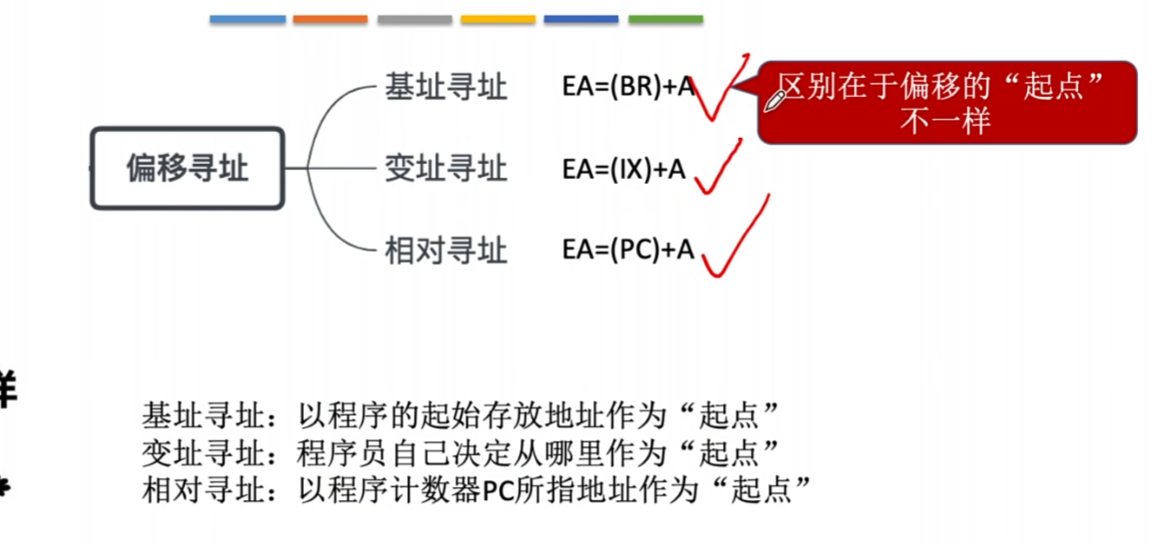 区别在于偏移的“起点”
不一样
偏移寻址
基址寻址 EA=(BR)+A
变址寻址 EA=(IX)+A
相对寻址 EA=(PC)+A
基址寻址：以程序的起始存放地址作为“起点”
变址寻址：程序员自己决定从哪里作为“起点”
相对寻址：以程序计数器PC所指地址作为“起点”